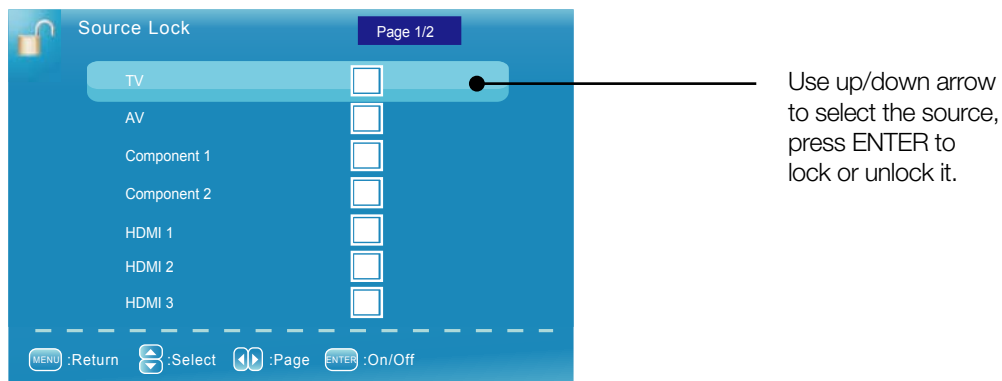 Source Lock
Page 1/2
TV
AV
Component 1
Component 2
HDMI 1
HDMI 2
HDMI 3
MENU :Return :Select :Page ENTER :On/Off
Use up/down arrow
to select the source,
press ENTER to
lock or unlock it.